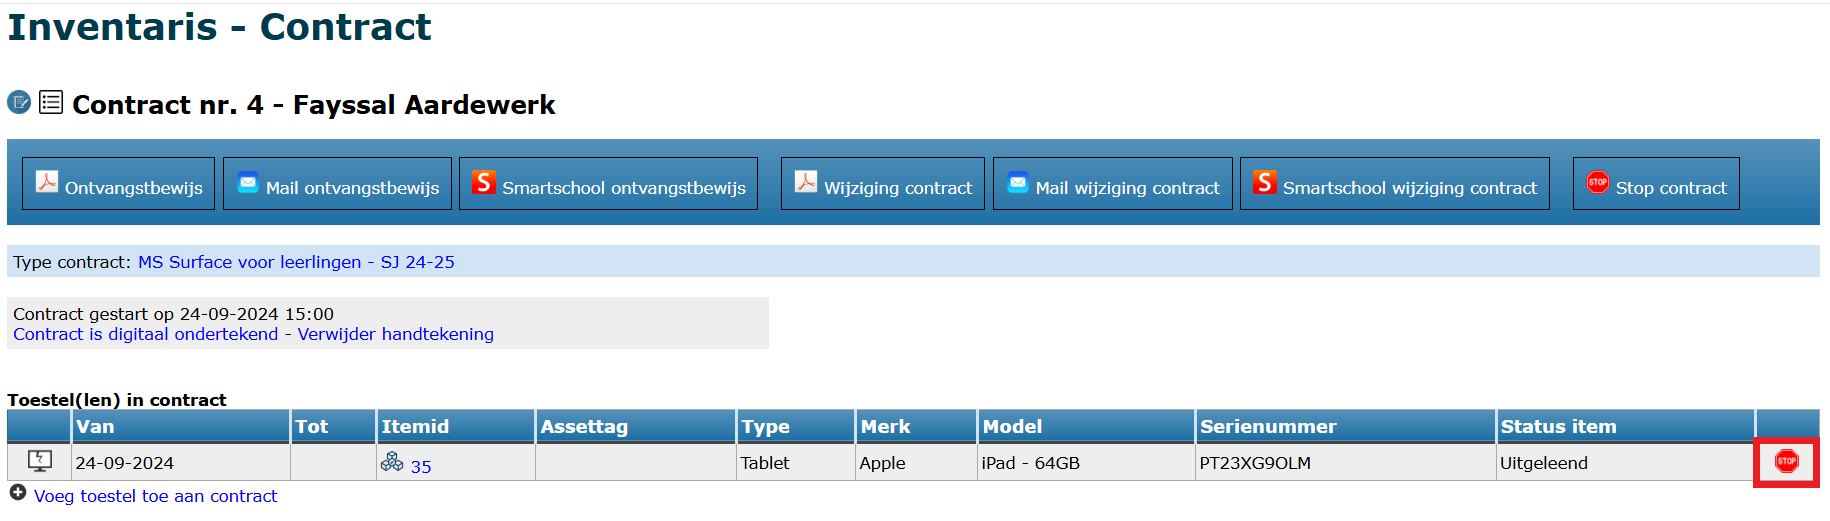 Inventaris - Contract
Contract nr. 4 - Fayssal Aardewerk
Ontvangstbewijs Mail ontvangstbewijs S Smartschool ontvangstbewijs Wijziging contract Mail wijziging contract S Smartschool wijziging contract STOP Stop contract
Type contract: MS Surface voor leerlingen - SJ 24-25
Contract gestart op 24-09-2024 15:00
Contract is digitaal ondertekend - Verwijder handtekening
Toestel(len) in contract
Van Tot Itemid Assettag Type Merk Model Serienummer Status item
24-09-2024 35 Tablet Apple iPad - 64GB PT23XG9OLM Uitgeleend STOP
Voeg toestel toe aan contract